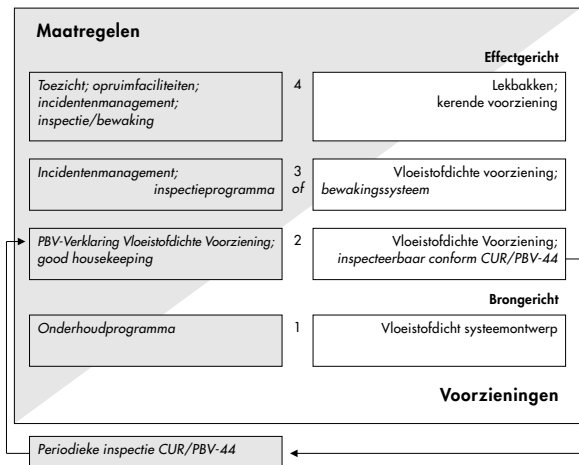 Maatregelen
Effectgericht
Toezicht; opruimfaciliteiten;
incidentenmanagement;
inspectie/bewaking
4
Lekbakken;
kerende voorziening
Incidentenmanagement;
inspectieprogramma
3
of
Vloeistofdichte voorziening;
bewakingssysteem
PBV-Verklaring Vloeistofdichte Voorziening;
good housekeeping
2
Vloeistofdichte Voorziening;
inspecteerbaar conform CUR/PBV-44
Brongericht
Onderhoudprogramma
1
Vloeistofdicht systeemontwerp
Voorzieningen
Periodieke inspectie CUR/PBV-44